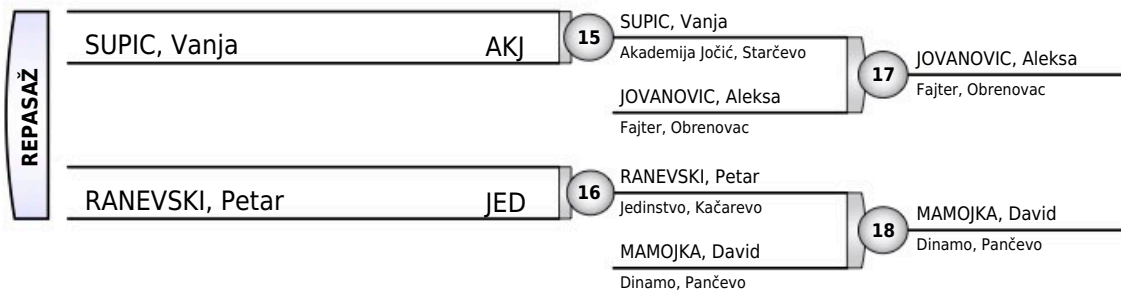 REPASAŽ
SUPIC, Vanja AKJ
15
SUPIC, Vanja
Akademija Jočić, Starčevo
JOVANOVIC, Aleksa
Fajter, Obrenovac
17
JOVANOVIC, Aleksa
Fajter, Obrenovac
RANEVSKI, Petar JED
16
RANEVSKI, Petar
Jedinstvo, Kačarevo
MAMOJKA, David
Dinamo, Pančevo
18
MAMOJKA, David
Dinamo, Pančevo